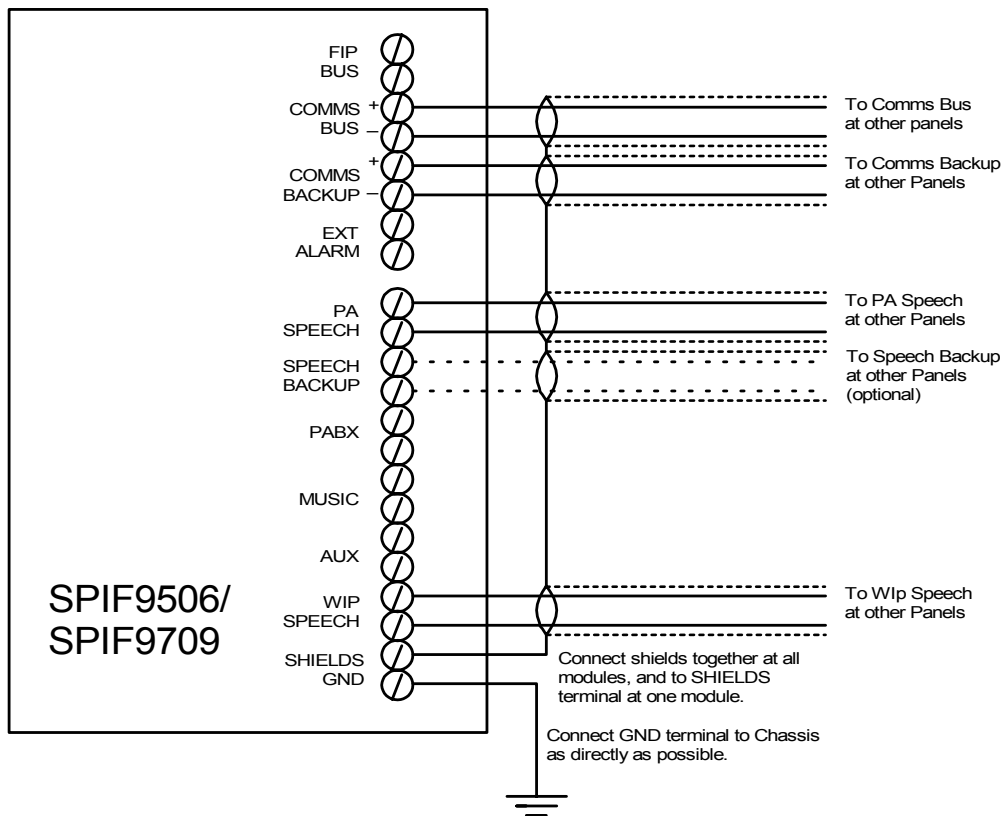 FIP
BUS
COMMS +
BUS –
+
COMMS
BACKUP –
EXT
ALARM
PA
SPEECH
SPEECH
BACKUP
PABX
MUSIC
AUX
WIP
SPEECH
SHIELDS
GND
SPIF9506/
SPIF9709
To Comms Bus
at other panels
To Comms Backup
at other Panels
To PA Speech
at other Panels
To Speech Backup
at other Panels
(optional)
To WIp Speech
at other Panels
Connect shields together at all
modules, and to SHIELDS
terminal at one module.
Connect GND terminal to Chassis
as directly as possible.